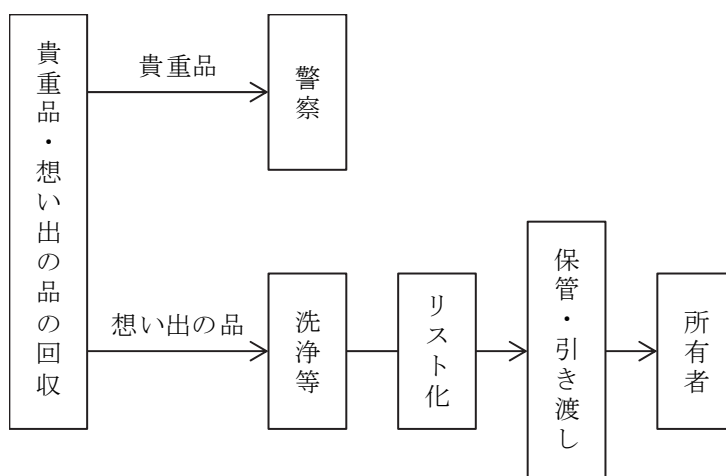 貴重品・想い出の品の回収
貴重品
警察
想い出の品
洗浄等
リスト化
保管・引き渡し
所有者